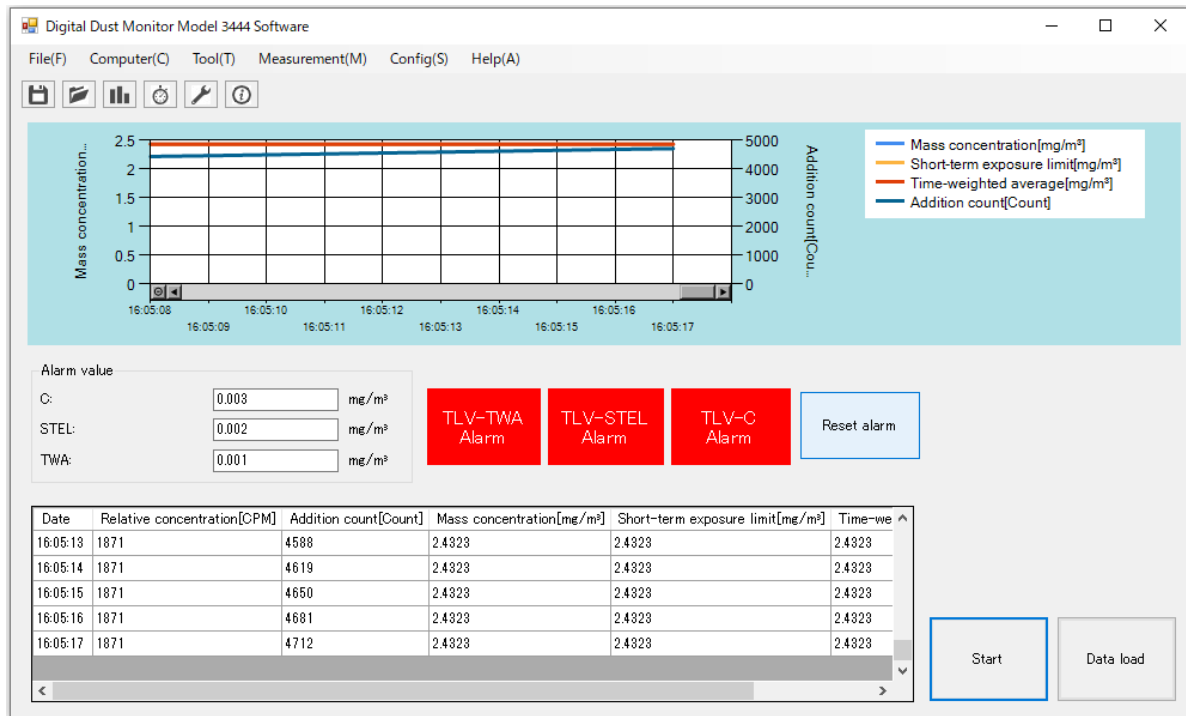 Digital Dust Monitor Model 3444 Software
File(F) Computer(C) Tool(T) Measurement(M) Config(S) Help(A)
Mass concentration...
2.5
2
1.5
1
0.5
0
5000
4000
3000
2000
1000
0
Addition count[Cou...
16:05:08 16:05:10 16:05:12 16:05:14 16:05:16
16:05:09 16:05:11 16:05:13 16:05:15 16:05:17
Mass concentration[mg/m³]
Short-term exposure limit[mg/m³]
Time-weighted average[mg/m³]
Addition count[Count]
Alarm value
C: 0.003 mg/m³
STEL: 0.002 mg/m³
TWA: 0.001 mg/m³
TLV-TWA
Alarm
TLV-STEL
Alarm
TLV-C
Alarm
Reset alarm
Date Relative concentration[CPM] Addition count[Count] Mass concentration[mg/m³] Short-term exposure limit[mg/m³] Time-we
16:05:13 1871 4588 2.4323 2.4323 2.4323
16:05:14 1871 4619 2.4323 2.4323 2.4323
16:05:15 1871 4650 2.4323 2.4323 2.4323
16:05:16 1871 4681 2.4323 2.4323 2.4323
16:05:17 1871 4712 2.4323 2.4323 2.4323
Start
Data load